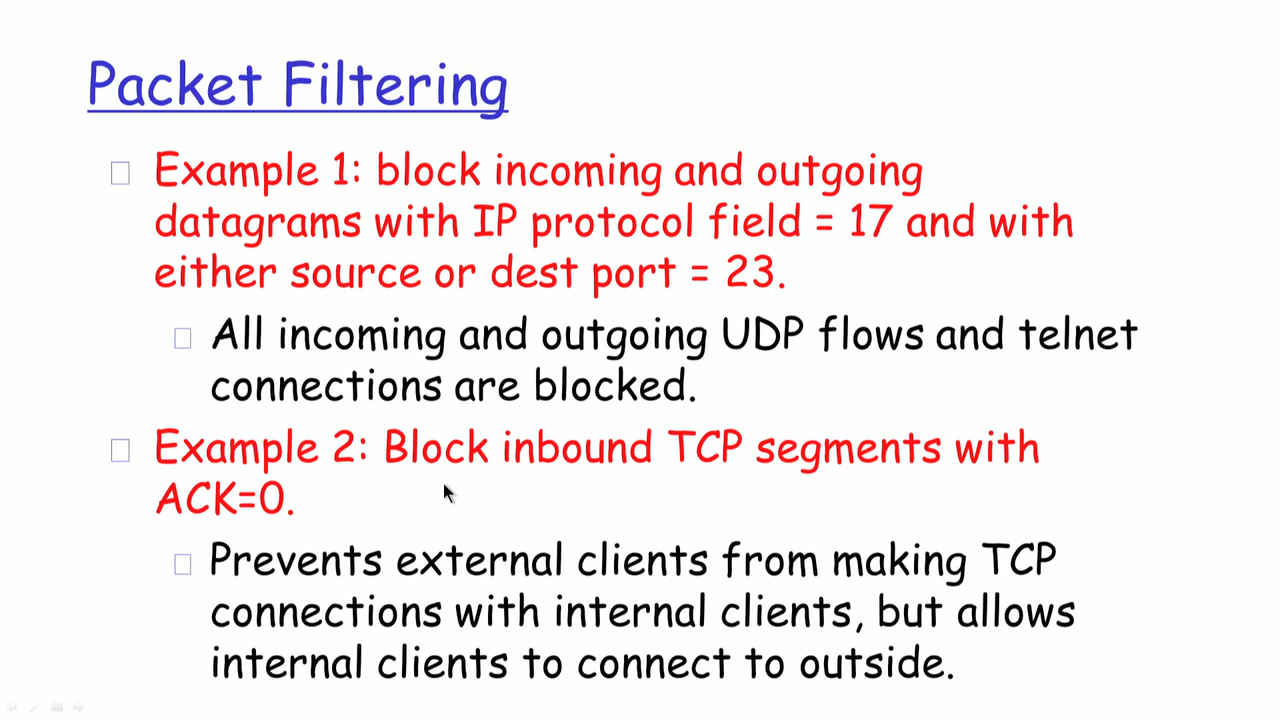 Packet Filtering
Example 1: block incoming and outgoing
datagrams with IP protocol field = 17 and with
either source or dest port = 23.
All incoming and outgoing UDP flows and telnet
connections are blocked.
Example 2: Block inbound TCP segments with
ACK=0.
Prevents external clients from making TCP
connections with internal clients, but allows
internal clients to connect to outside.